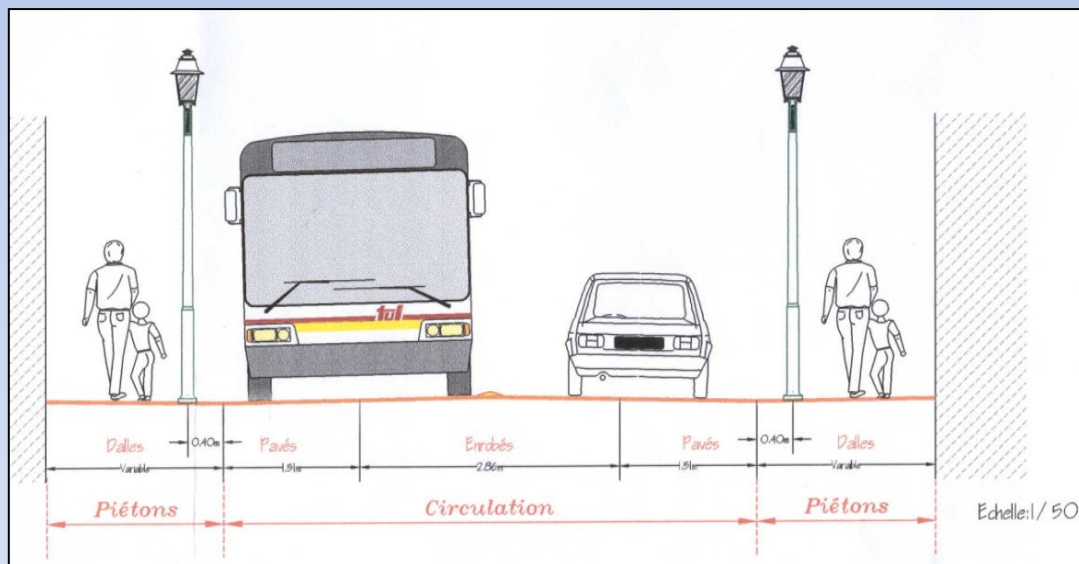 tul
0.40m
0.40m
Dalles
Pavés
Enrobés
Pavés
Dalles
Variable
1.51m
2.86m
1.51m
Variable
Piétons
Circulation
Piétons
Echelle:1/50